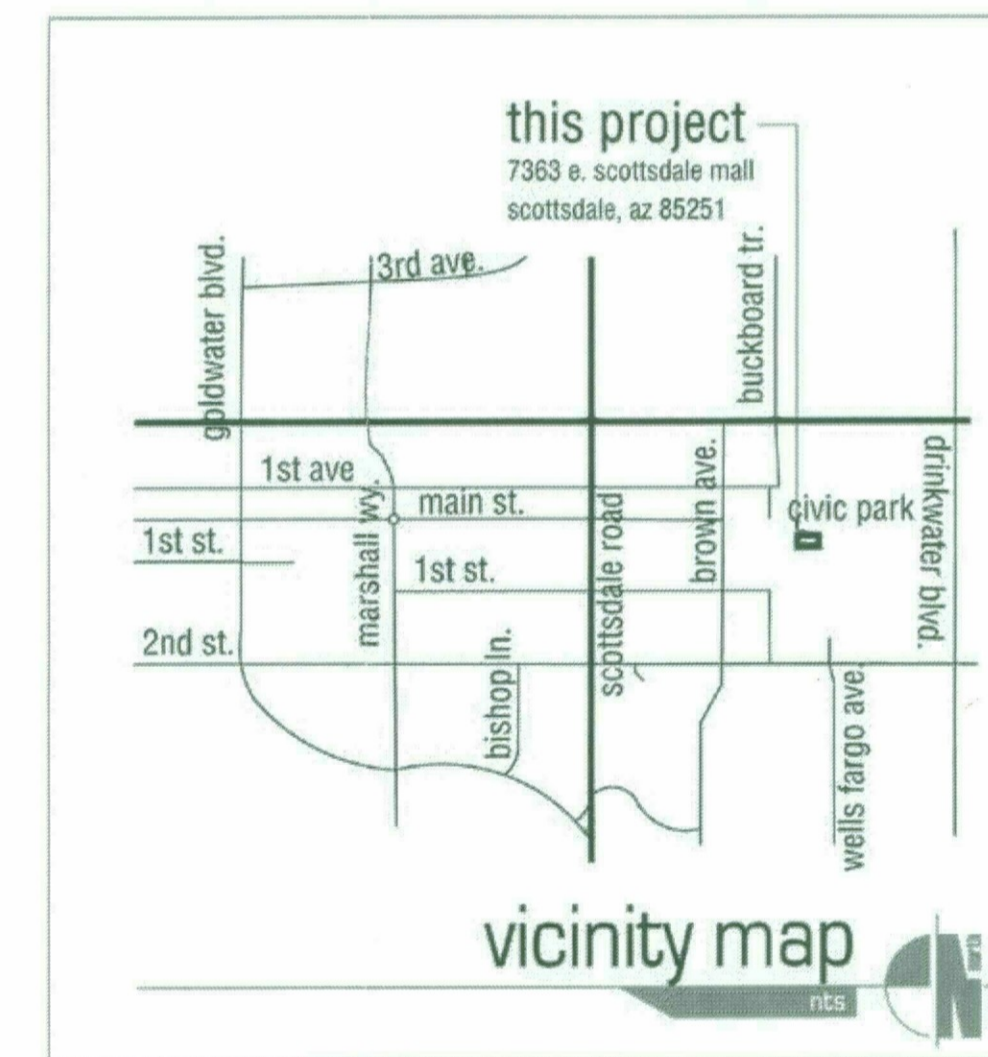 this project
7363 e. scottsdale mall
scottsdale, az 85251
goldwater blvd.
3rd ave.
buckboard tr.
1st ave
marshall wy.
main st.
scottsdale road
brown ave.
civic park
drinkwater blvd.
1st st.
1st st.
2nd st.
bishop ln.
wells fargo ave.
vicinity map
nts
N
north